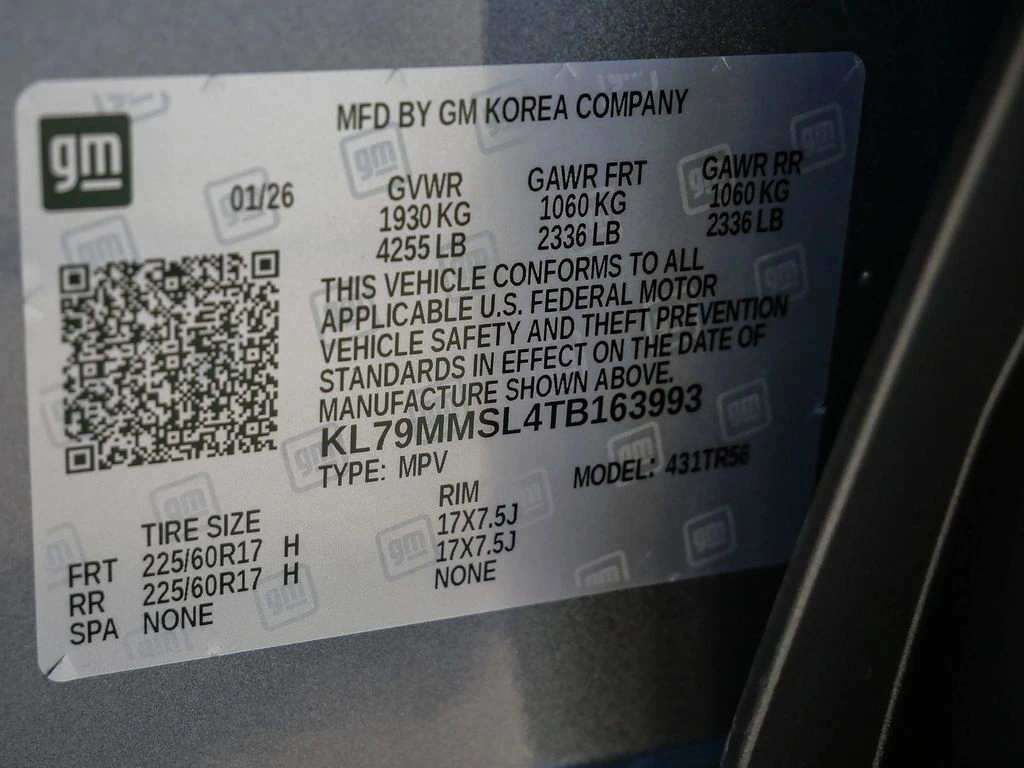 gm
MFD BY GM KOREA COMPANY
01/26
GVWR GAWR FRT GAWR RR
1930 KG 1060 KG 1060 KG
4255 LB 2336 LB 2336 LB
THIS VEHICLE CONFORMS TO ALL
APPLICABLE U.S. FEDERAL MOTOR
VEHICLE SAFETY AND THEFT PREVENTION
STANDARDS IN EFFECT ON THE DATE OF
MANUFACTURE SHOWN ABOVE.
KL79MMSL4TB163993
TYPE: MPV MODEL: 431TR56
TIRE SIZE RIM
FRT 225/60R17 H 17X7.5J
RR 225/60R17 H 17X7.5J
SPA NONE NONE